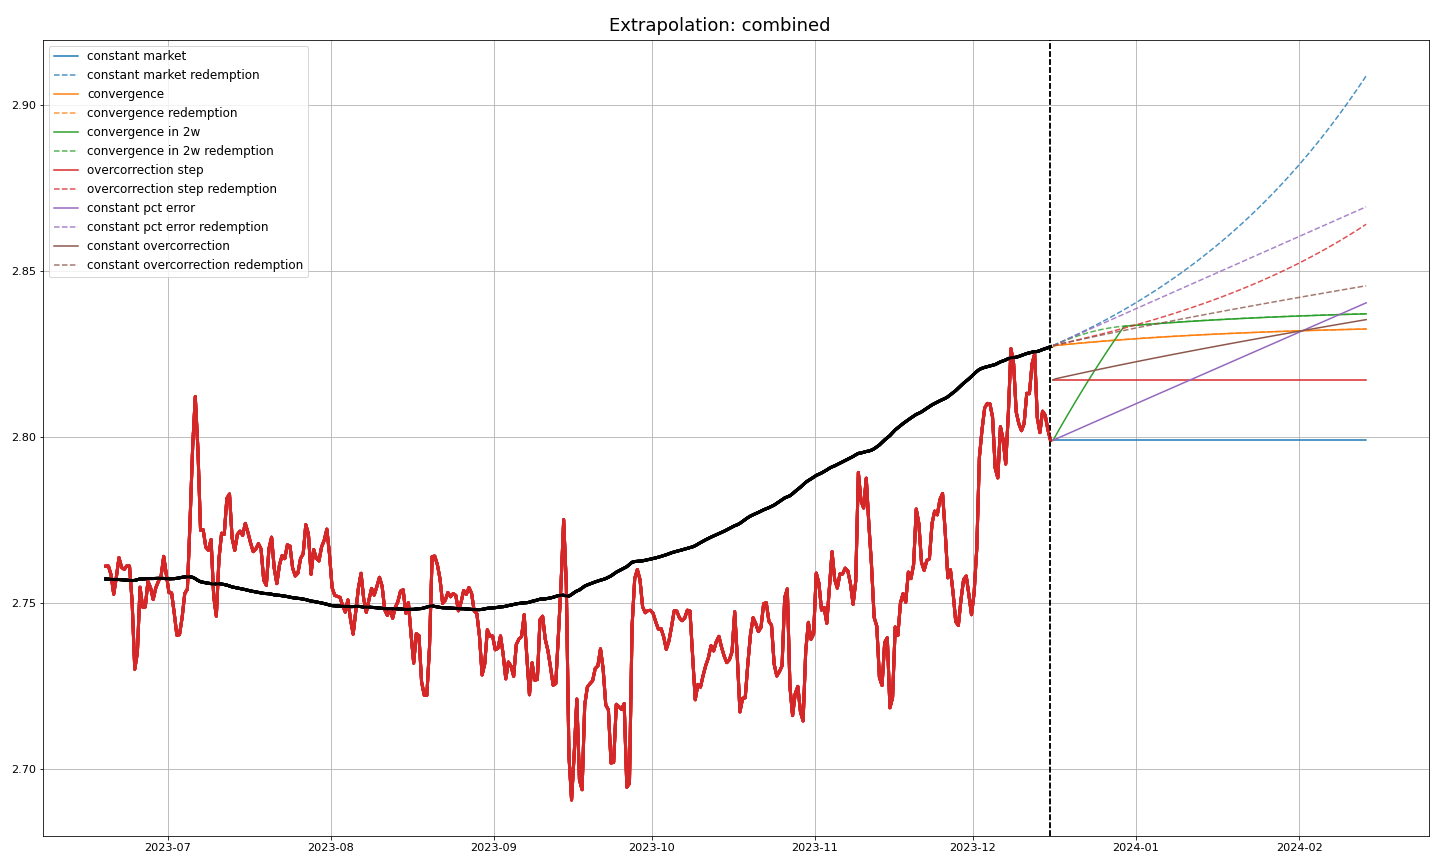 Extrapolation: combined
constant market
constant market redemption
convergence
convergence redemption
convergence in 2w
convergence in 2w redemption
overcorrection step
overcorrection step redemption
constant pct error
constant pct error redemption
constant overcorrection
constant overcorrection redemption
2.90
2.85
2.80
2.75
2.70
2023-07 2023-08 2023-09 2023-10 2023-11 2023-12 2024-01 2024-02